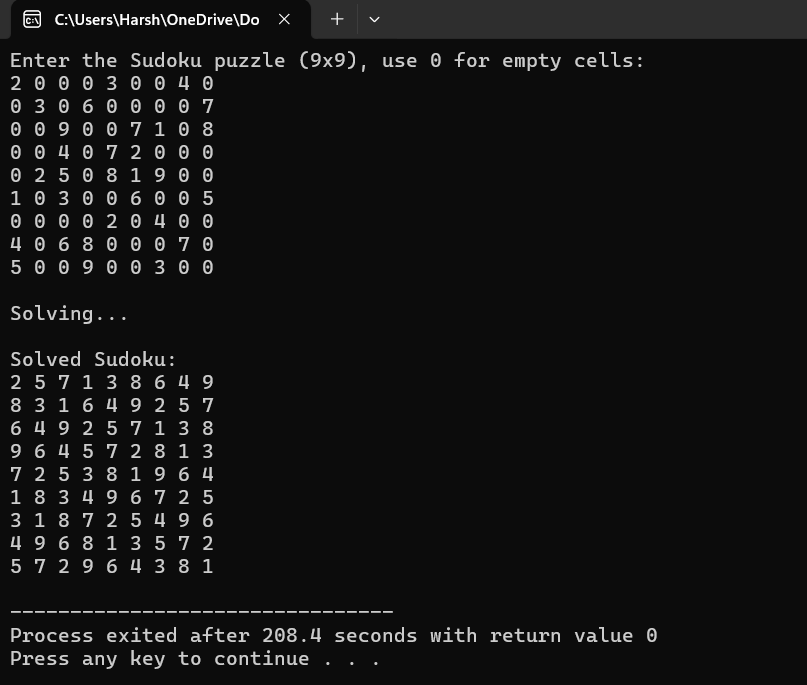 C:\Users\Harsh\OneDrive\Do
Enter the Sudoku puzzle (9x9), use 0 for empty cells:
2 0 0 0 3 0 0 4 0
0 3 0 6 0 0 0 0 7
0 0 9 0 0 7 1 0 8
0 0 4 0 7 2 0 0 0
0 2 5 0 8 1 9 0 0
1 0 3 0 0 6 0 0 5
0 0 0 0 2 0 4 0 0
4 0 6 8 0 0 0 7 0
5 0 0 9 0 0 3 0 0
Solving...
Solved Sudoku:
2 5 7 1 3 8 6 4 9
8 3 1 6 4 9 2 5 7
6 4 9 2 5 7 1 3 8
9 6 4 5 7 2 8 1 3
7 2 5 3 8 1 9 6 4
1 8 3 4 9 6 7 2 5
3 1 8 7 2 5 4 9 6
4 9 6 8 1 3 5 7 2
5 7 2 9 6 4 3 8 1
--------------------------------
Process exited after 208.4 seconds with return value 0
Press any key to continue . . .